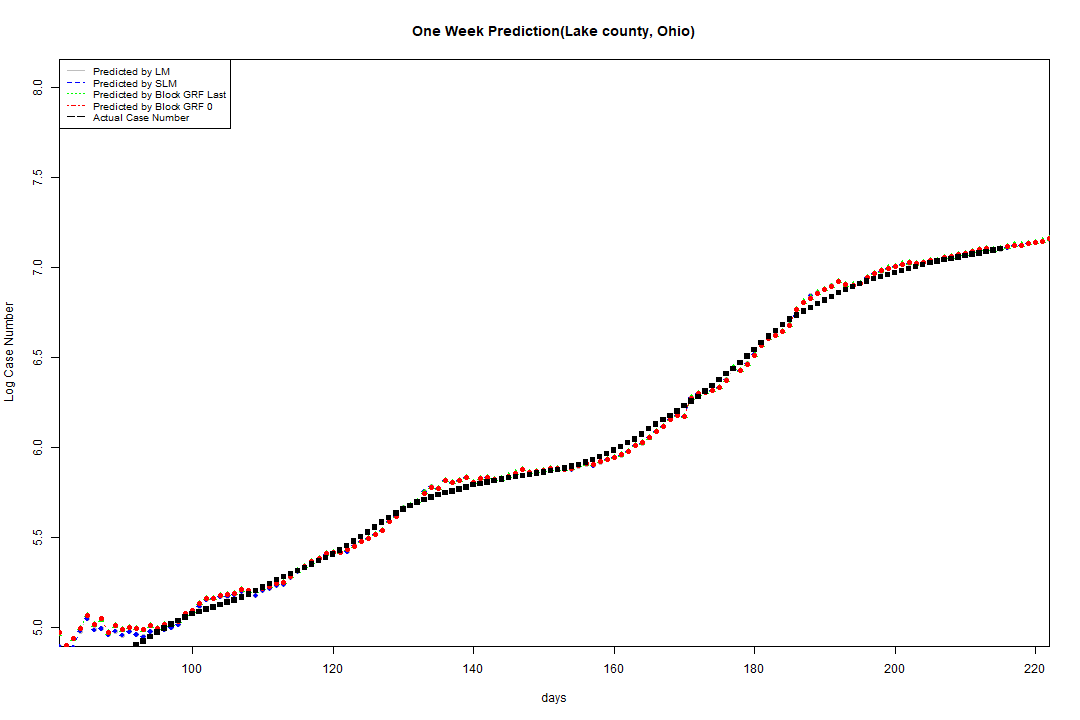 One Week Prediction(Lake county, Ohio)
Predicted by LM
Predicted by SLM
Predicted by Block GRF Last
Predicted by Block GRF 0
Actual Case Number
8.0
7.5
7.0
6.5
6.0
5.5
5.0
Log Case Number
100 120 140 160 180 200 220
days